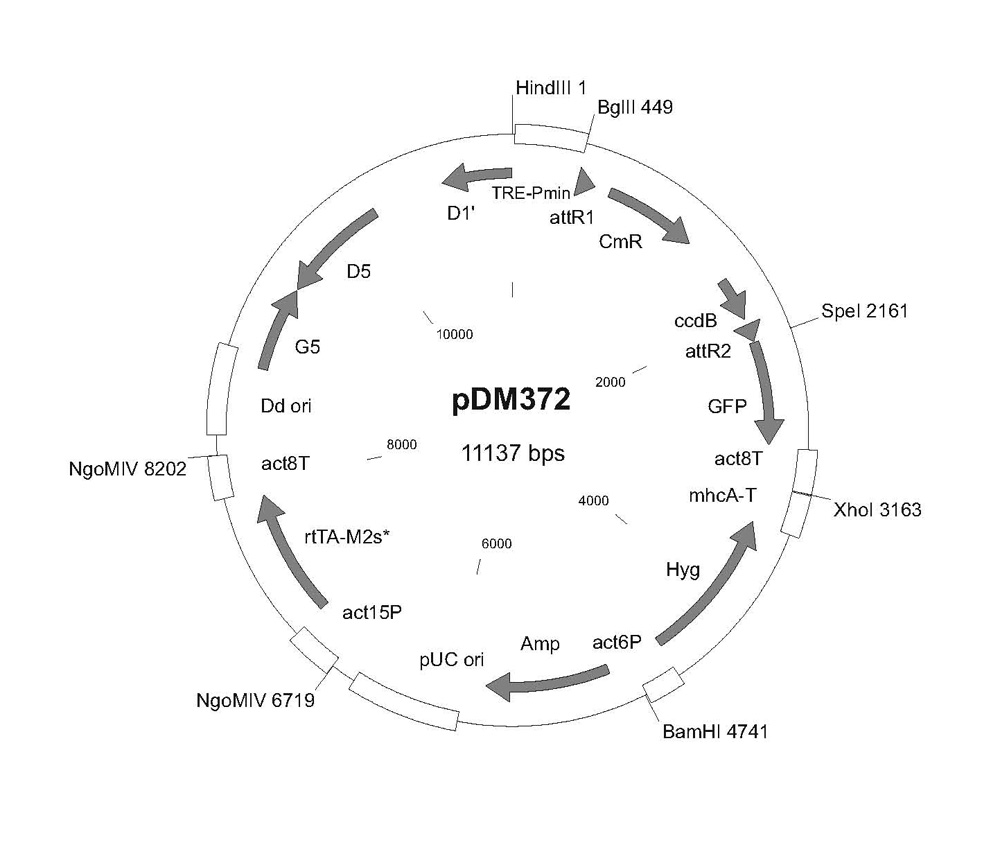 HindIII 1
BglII 449
TRE-Pmin
attR1
CmR
D1'
D5
G5
Dd ori
act8T
NgoMIV 8202
rtTA-M2s*
act15P
NgoMIV 6719
pUC ori
Amp
act6P
BamHI 4741
Hyg
mhcA-T
XhoI 3163
act8T
GFP
attR2
ccdB
SpeI 2161
10000
2000
8000
4000
6000
pDM372
11137 bps